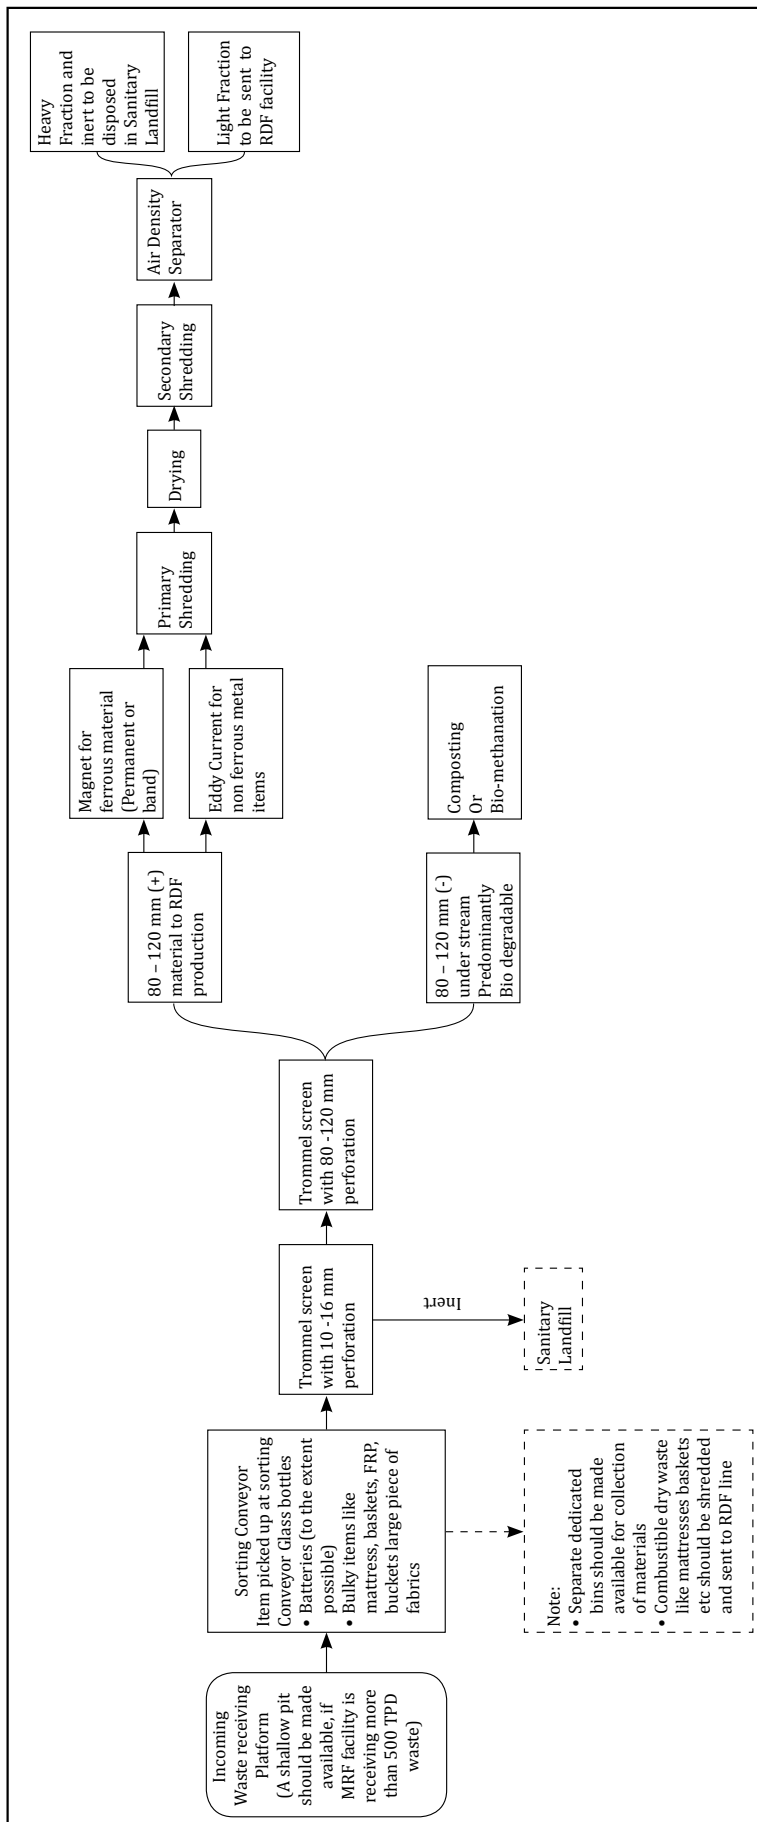 Incoming
Waste receiving
Platform
(A shallow pit
should be made
available, if
MRF facility is
receiving more
than 500 TPD
waste)
Sorting Conveyor
Item picked up at sorting
Conveyor Glass bottles
• Batteries (to the extent
possible)
• Bulky items like
mattress, baskets, FRP,
buckets large piece of
fabrics
Note:
• Separate dedicated
bins should be made
available for collection
of materials
• Combustible dry waste
like mattresses baskets
etc should be shredded
and sent to RDF line
Trommel screen
with 10 -16 mm
perforation
Inert
Sanitary
Landfill
Trommel screen
with 80 -120 mm
perforation
80 – 120 mm (+)
material to RDF
production
80 – 120 mm (-)
under stream
Predominantly
Bio degradable
Magnet for
ferrous material
(Permanent or
band)
Eddy Current for
non ferrous metal
items
Composting
Or
Bio-methanation
Primary
Shredding
Drying
Secondary
Shredding
Air Density
Separator
Heavy
Fraction and
inert to be
disposed
in Sanitary
Landfill
Light Fraction
to be sent to
RDF facility